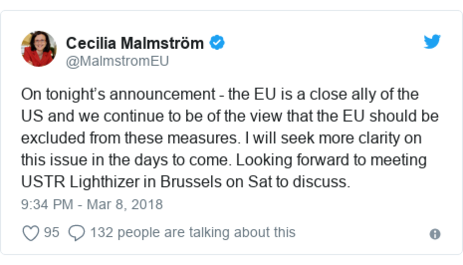 Cecilia Malmström
@MalmstromEU
On tonight’s announcement - the EU is a close ally of the
US and we continue to be of the view that the EU should be
excluded from these measures. I will seek more clarity on
this issue in the days to come. Looking forward to meeting
USTR Lighthizer in Brussels on Sat to discuss.
9:34 PM - Mar 8, 2018
95 132 people are talking about this